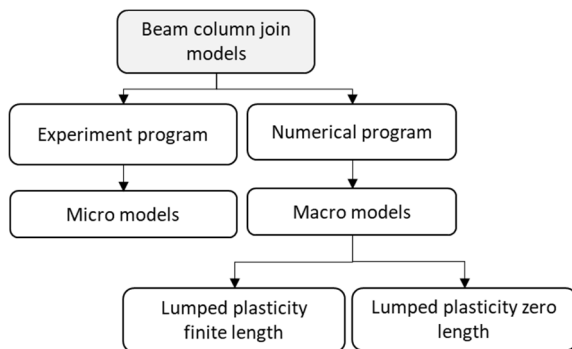 Beam column join
models
Experiment program
Numerical program
Micro models
Macro models
Lumped plasticity
finite length
Lumped plasticity zero
length